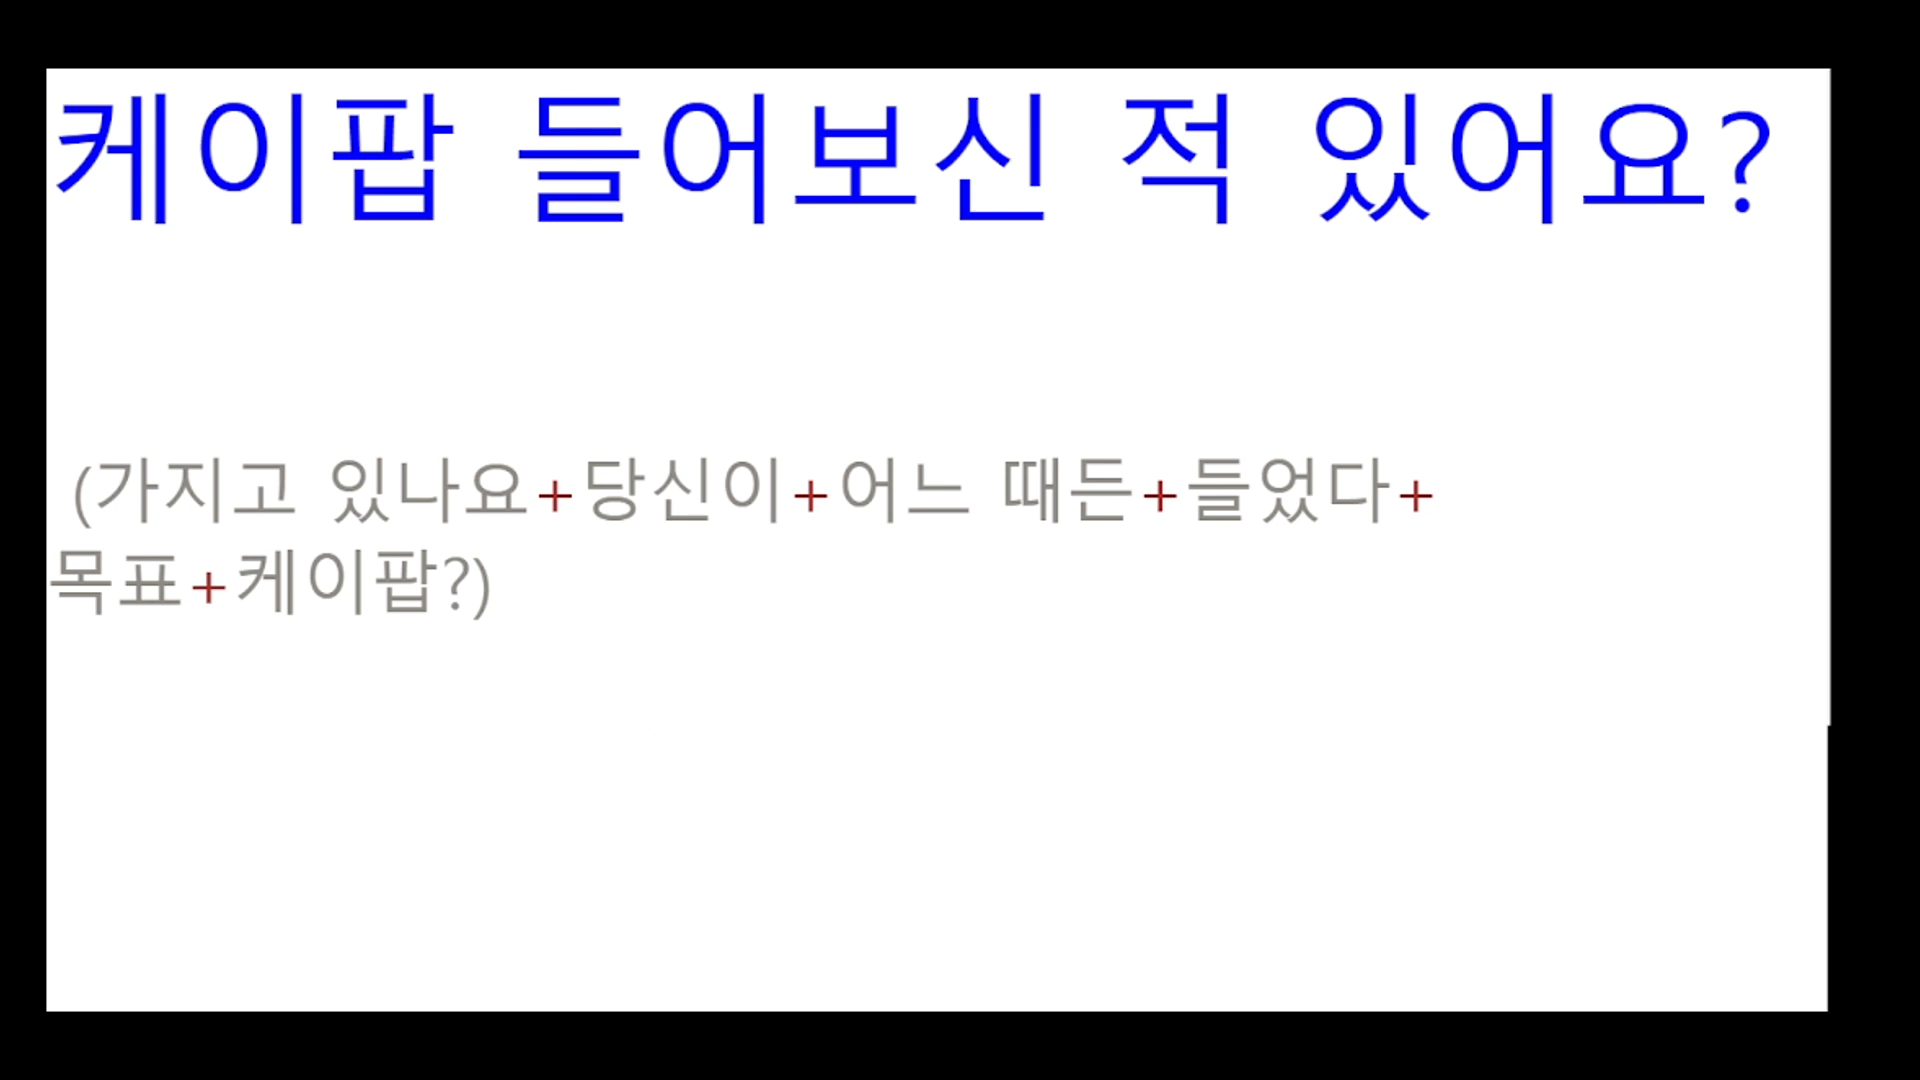 케이팝 들어보신 적 있어요?
(가지고 있나요+당신이+어느 때든+들었다+
목표+케이팝?)